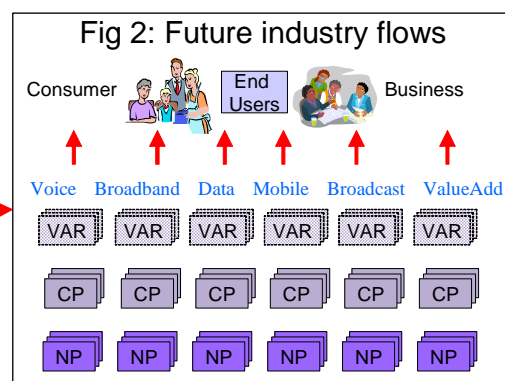 Fig 2: Future industry flows
Consumer
End
Users
Business
Voice Broadband Data Mobile Broadcast ValueAdd
VAR VAR VAR VAR VAR VAR
CP CP CP CP CP CP
NP NP NP NP NP NP